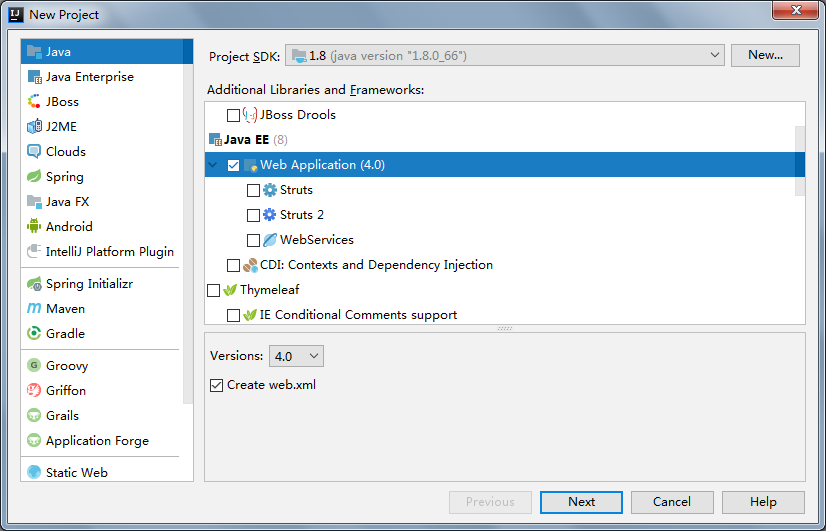 New Project
Java
Java Enterprise
JBoss
J2ME
Clouds
Spring
Java FX
Android
IntelliJ Platform Plugin
Spring Initializr
Maven
Gradle
Groovy
Griffon
Grails
Application Forge
Static Web
Project SDK: 1.8 (java version "1.8.0_66") New...
Additional Libraries and Frameworks:
JBoss Drools
Java EE (8)
Web Application (4.0)
Struts
Struts 2
WebServices
CDI: Contexts and Dependency Injection
Thymeleaf
IE Conditional Comments support
Versions: 4.0
Create web.xml
Previous Next Cancel Help